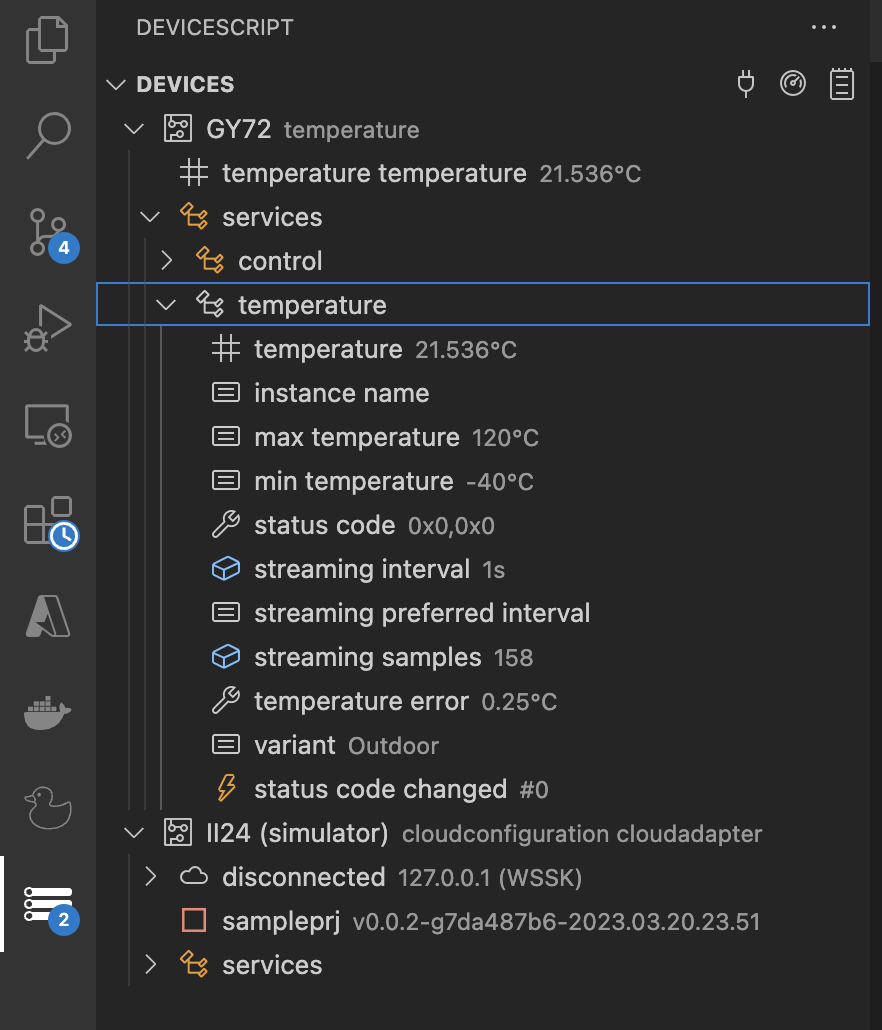 DEVICESCRIPT
DEVICES
GY72 temperature
temperature temperature 21.536°C
services
4
control
temperature
temperature 21.536°C
instance name
max temperature 120°C
min temperature -40°C
status code 0x0,0x0
streaming interval 1s
streaming preferred interval
streaming samples 158
temperature error 0.25°C
variant Outdoor
status code changed #0
II24 (simulator) cloudconfiguration cloudadapter
disconnected 127.0.0.1 (WSSK)
2
sampleprj v0.0.2-g7da487b6-2023.03.20.23.51
services